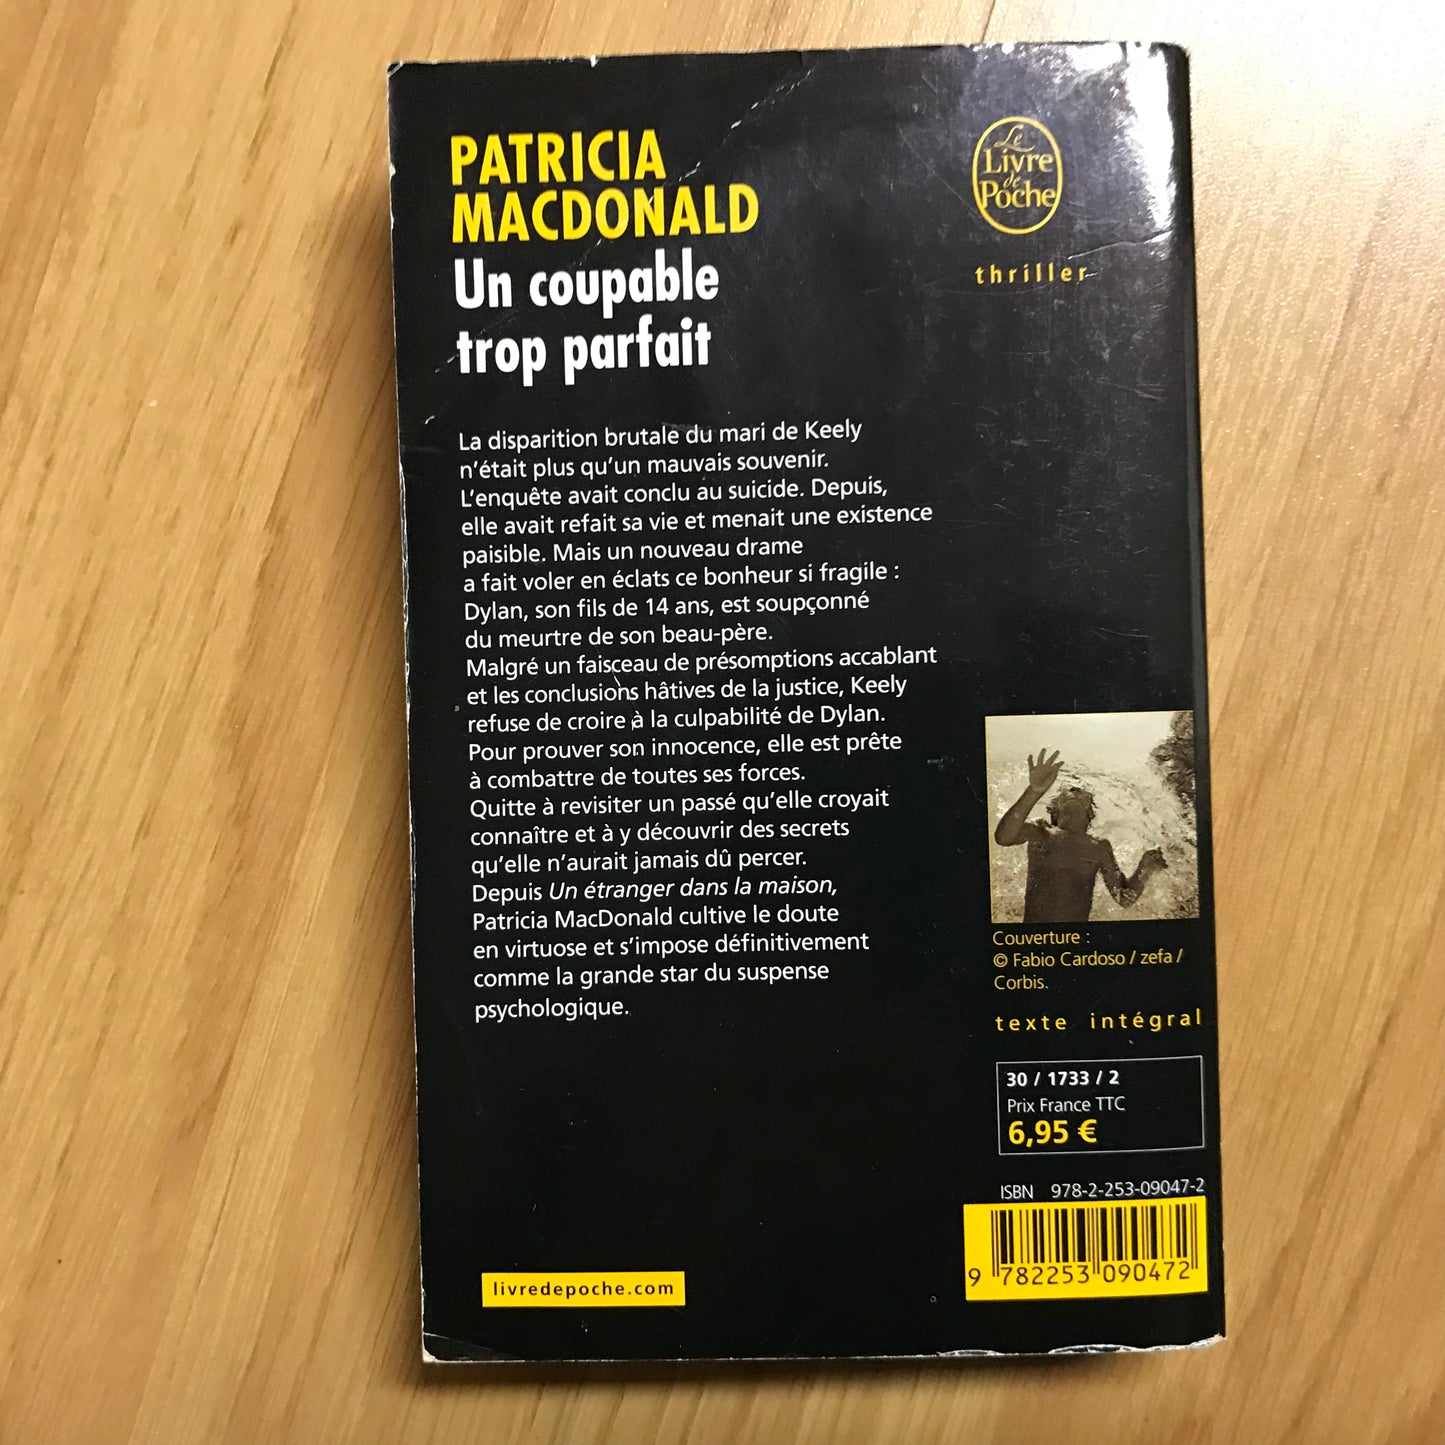 PATRICIA
MACDONALD
Un coupable
trop parfait
Le
Livre
de
Poche
thriller
La disparition brutale du mari de Keely
n'était plus qu'un mauvais souvenir.
L'enquête avait conclu au suicide. Depuis,
elle avait refait sa vie et menait une existence
paisible. Mais un nouveau drame
a fait voler en éclats ce bonheur si fragile :
Dylan, son fils de 14 ans, est soupçonné
du meurtre de son beau-père.
Malgré un faisceau de présomptions accablant
et les conclusions hâtives de la justice, Keely
refuse de croire à la culpabilité de Dylan.
Pour prouver son innocence, elle est prête
à combattre de toutes ses forces.
Quitte à revisiter un passé qu'elle croyait
connaître et à y découvrir des secrets
qu'elle n'aurait jamais dû percer.
Depuis Un étranger dans la maison,
Patricia MacDonald cultive le doute
en virtuose et s'impose définitivement
comme la grande star du suspense
psychologique.
Couverture :
© Fabio Cardoso / zefa /
Corbis.
texte intégral
30 / 1733 / 2
Prix France TTC
6,95 €
ISBN 978-2-253-09047-2
9 782253 090472
livredepoche.com